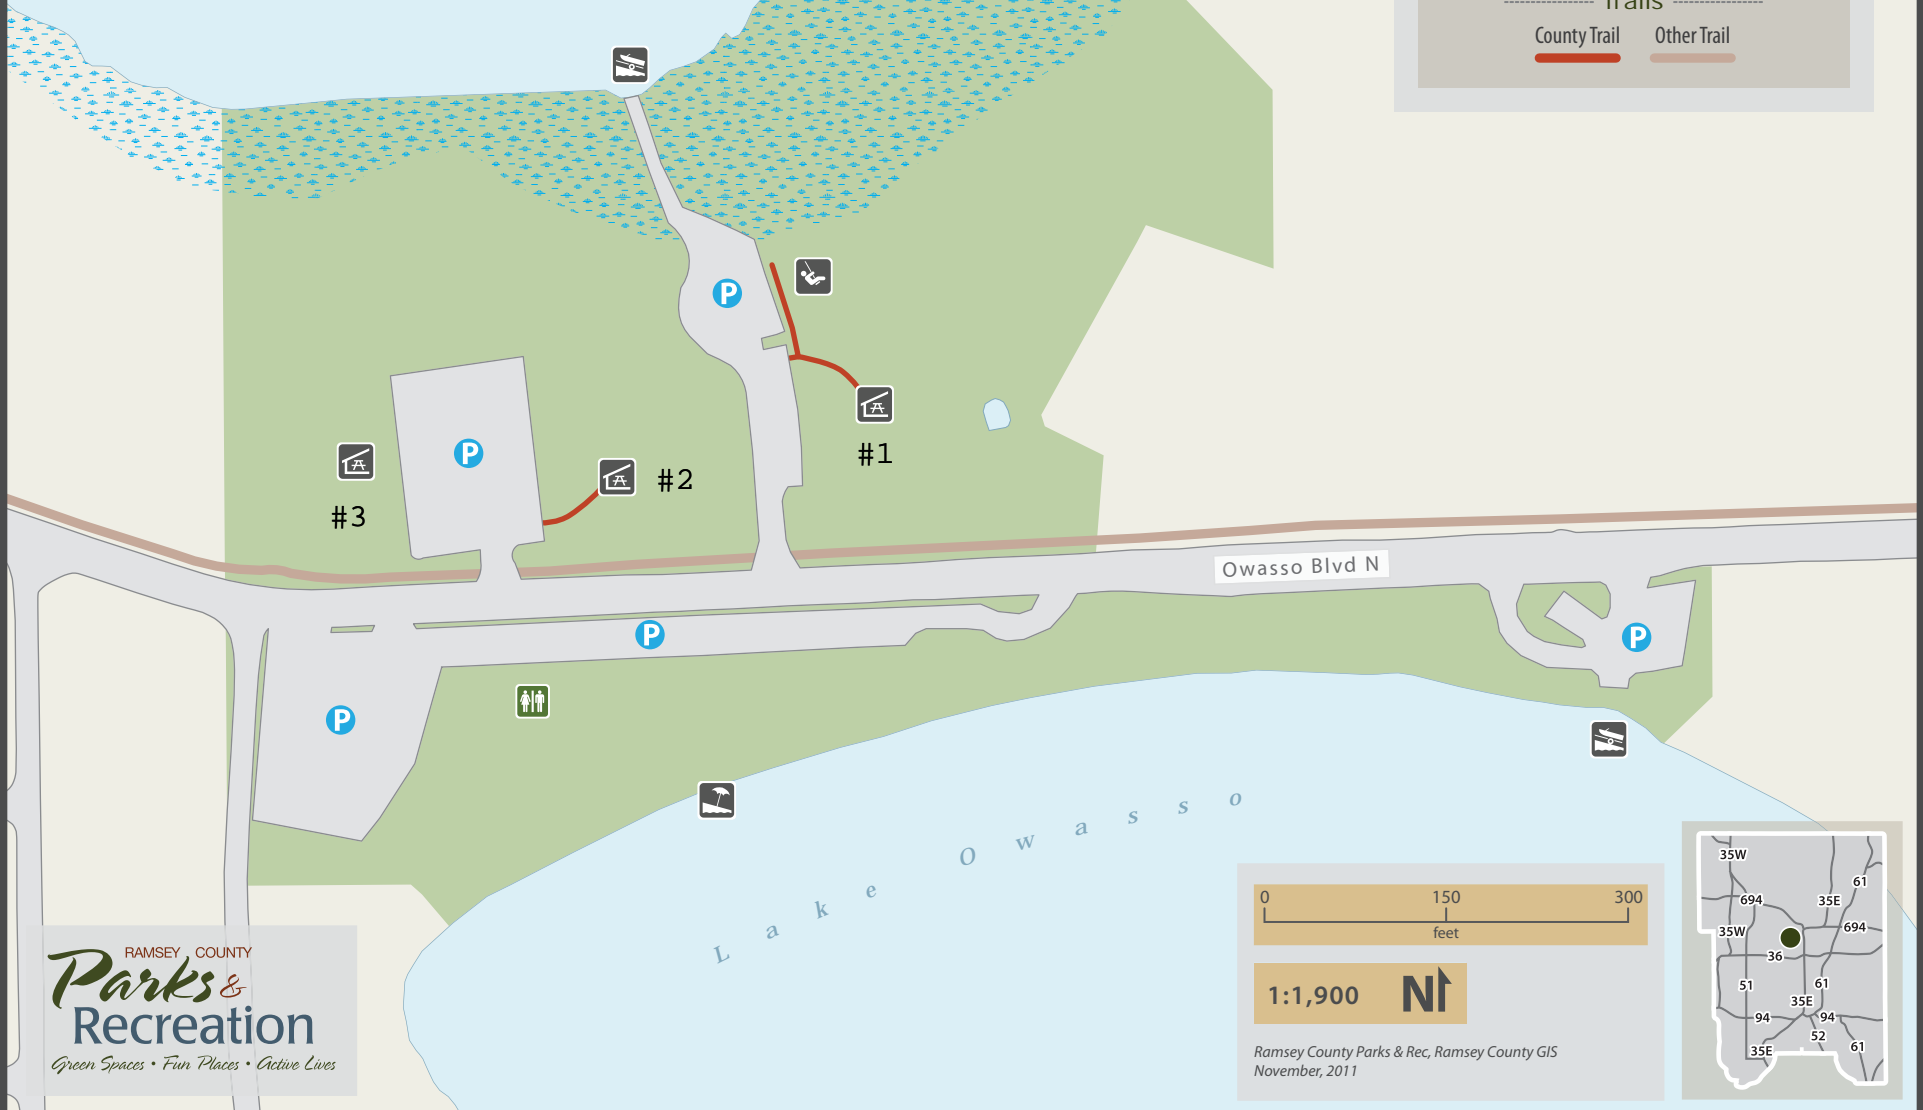 Trails
County Trail Other Trail
P
#1
P
#2
#3
Owasso Blvd N
P
P
P
Lake Owasso
RAMSEY COUNTY
Parks &
Recreation
Green Spaces • Fun Places • Active Lives
0 150 300
feet
1:1,900 N
Ramsey County Parks & Rec, Ramsey County GIS
November, 2011
35W
61
694 35E
35W 694
36
51 61
35E
94 94
52
35E 61